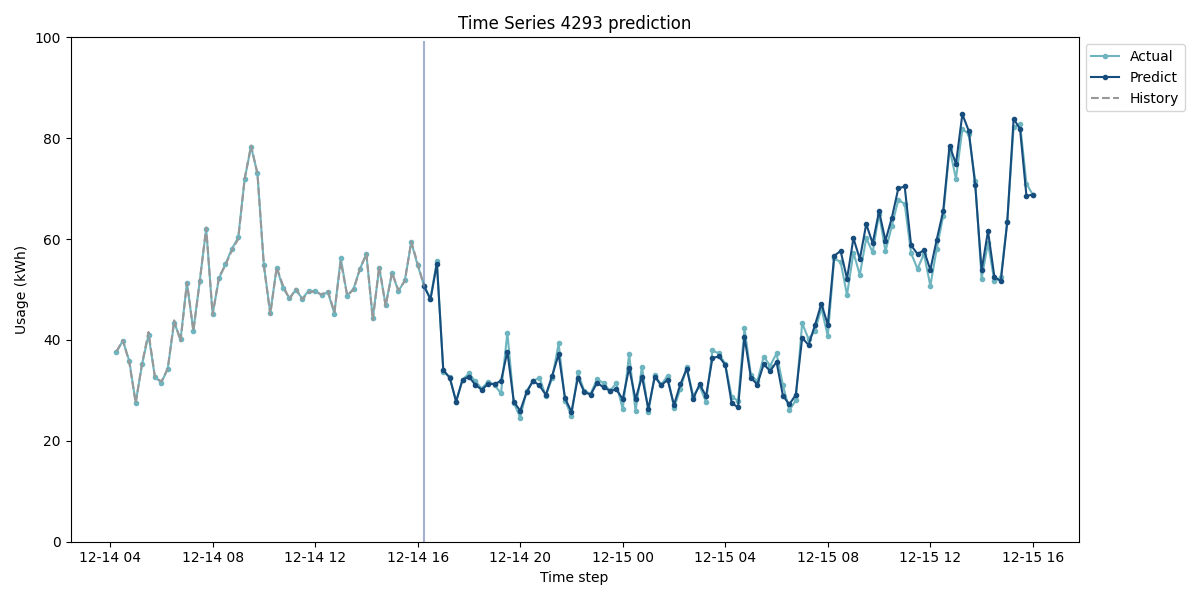 Time Series 4293 prediction
Actual
Predict
History
Usage (kWh)
100
80
60
40
20
0
12-14 04
12-14 08
12-14 12
12-14 16
12-14 20
12-15 00
12-15 04
12-15 08
12-15 12
12-15 16
Time step